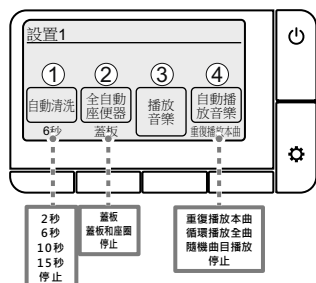 設置1
① ② ③ ④
自動清洗
全自動
座便器
播放
音樂
自動播
放音樂
6秒
蓋板
重復播放本曲
2秒
6秒
10秒
15秒
停止
蓋板
蓋板和座圈
停止
重復播放本曲
循環播放全曲
隨機曲目播放
停止